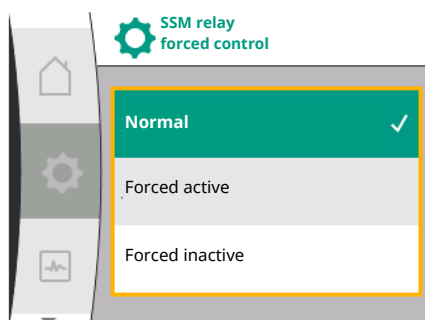 SSM relay
forced control
Normal
Forced active
Forced inactive